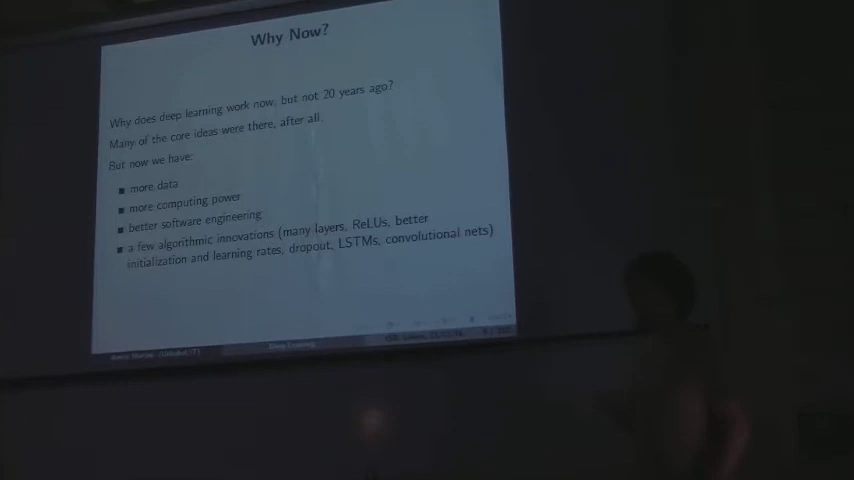 Why Now?
Why does deep learning work now, but not 20 years ago?
Many of the core ideas were there, after all.
But now we have:
more data
more computing power
better software engineering
a few algorithmic innovations (many layers, ReLUs, better
initialization and learning rates, dropout, LSTMs, convolutional nets)
Deep Learning